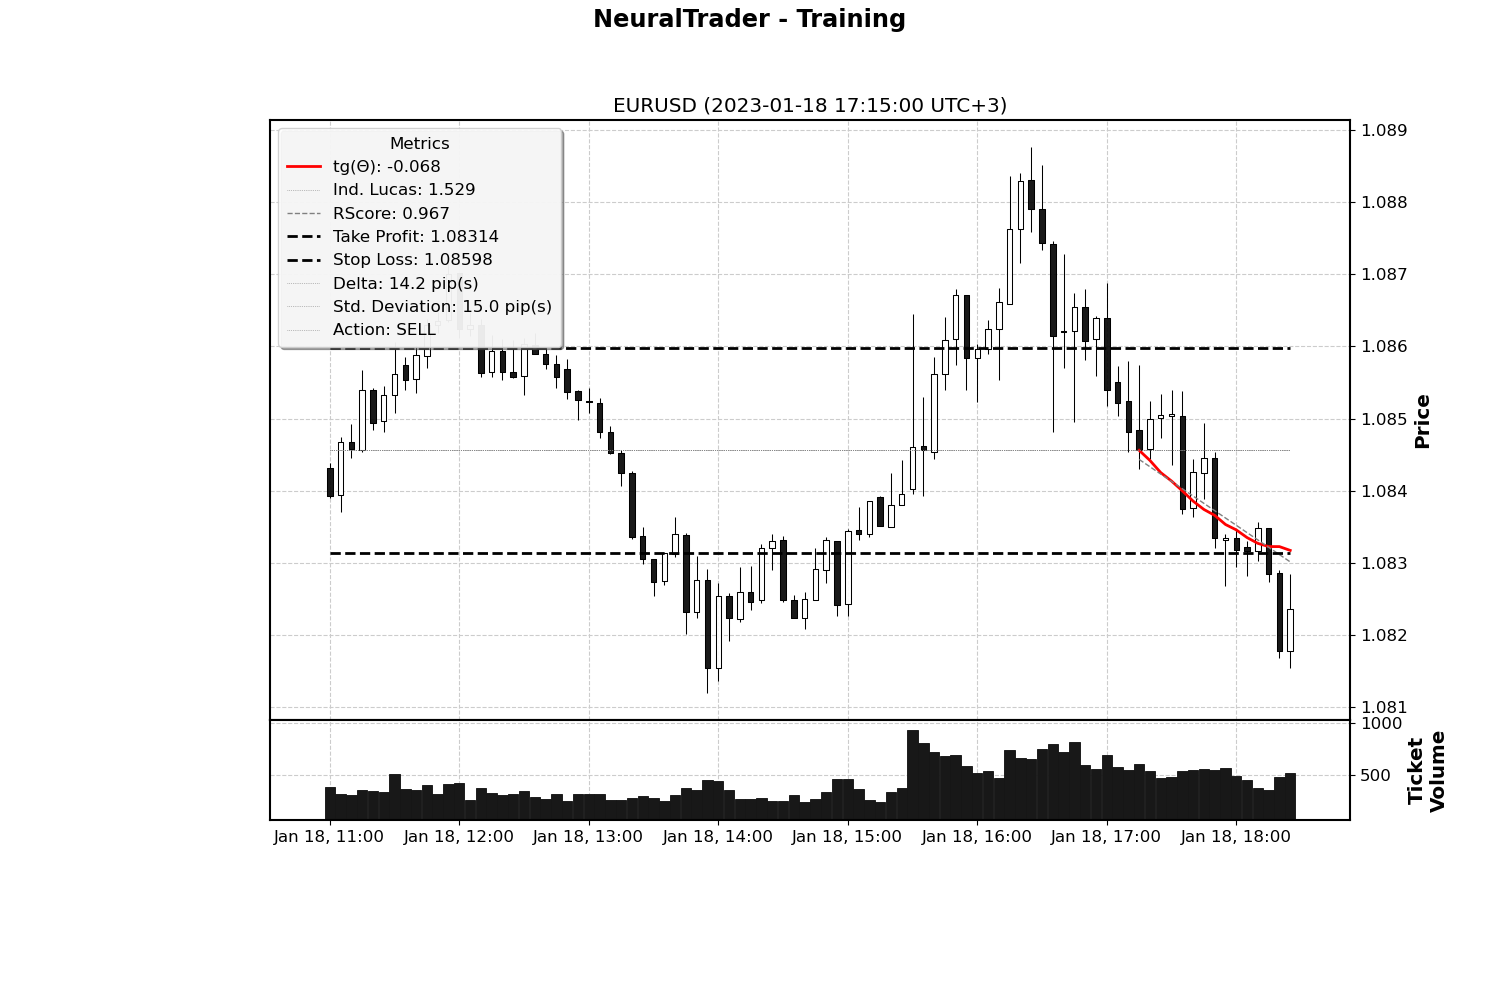 NeuralTrader - Training
EURUSD (2023-01-18 17:15:00 UTC+3)
Metrics
tg(Θ): -0.068
Ind. Lucas: 1.529
RScore: 0.967
Take Profit: 1.08314
Stop Loss: 1.08598
Delta: 14.2 pip(s)
Std. Deviation: 15.0 pip(s)
Action: SELL
1.089
1.088
1.087
1.086
1.085
1.084
1.083
1.082
1.081
Price
1000
500
Ticket
Volume
Jan 18, 11:00
Jan 18, 12:00
Jan 18, 13:00
Jan 18, 14:00
Jan 18, 15:00
Jan 18, 16:00
Jan 18, 17:00
Jan 18, 18:00